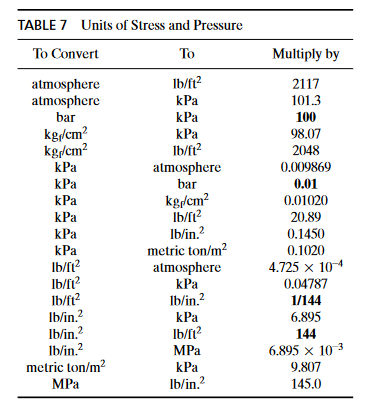 TABLE 7 Units of Stress and Pressure
To Convert To Multiply by
atmosphere lb/ft² 2117
atmosphere kPa 101.3
bar kPa 100
kg_f/cm² kPa 98.07
kg_f/cm² lb/ft² 2048
kPa atmosphere 0.009869
kPa bar 0.01
kPa kg_f/cm² 0.01020
kPa lb/ft² 20.89
kPa lb/in.² 0.1450
kPa metric ton/m² 0.1020
lb/ft² atmosphere 4.725 × 10⁻⁴
lb/ft² kPa 0.04787
lb/ft² lb/in.² 1/144
lb/in.² kPa 6.895
lb/in.² lb/ft² 144
lb/in.² MPa 6.895 × 10⁻³
metric ton/m² kPa 9.807
MPa lb/in.² 145.0